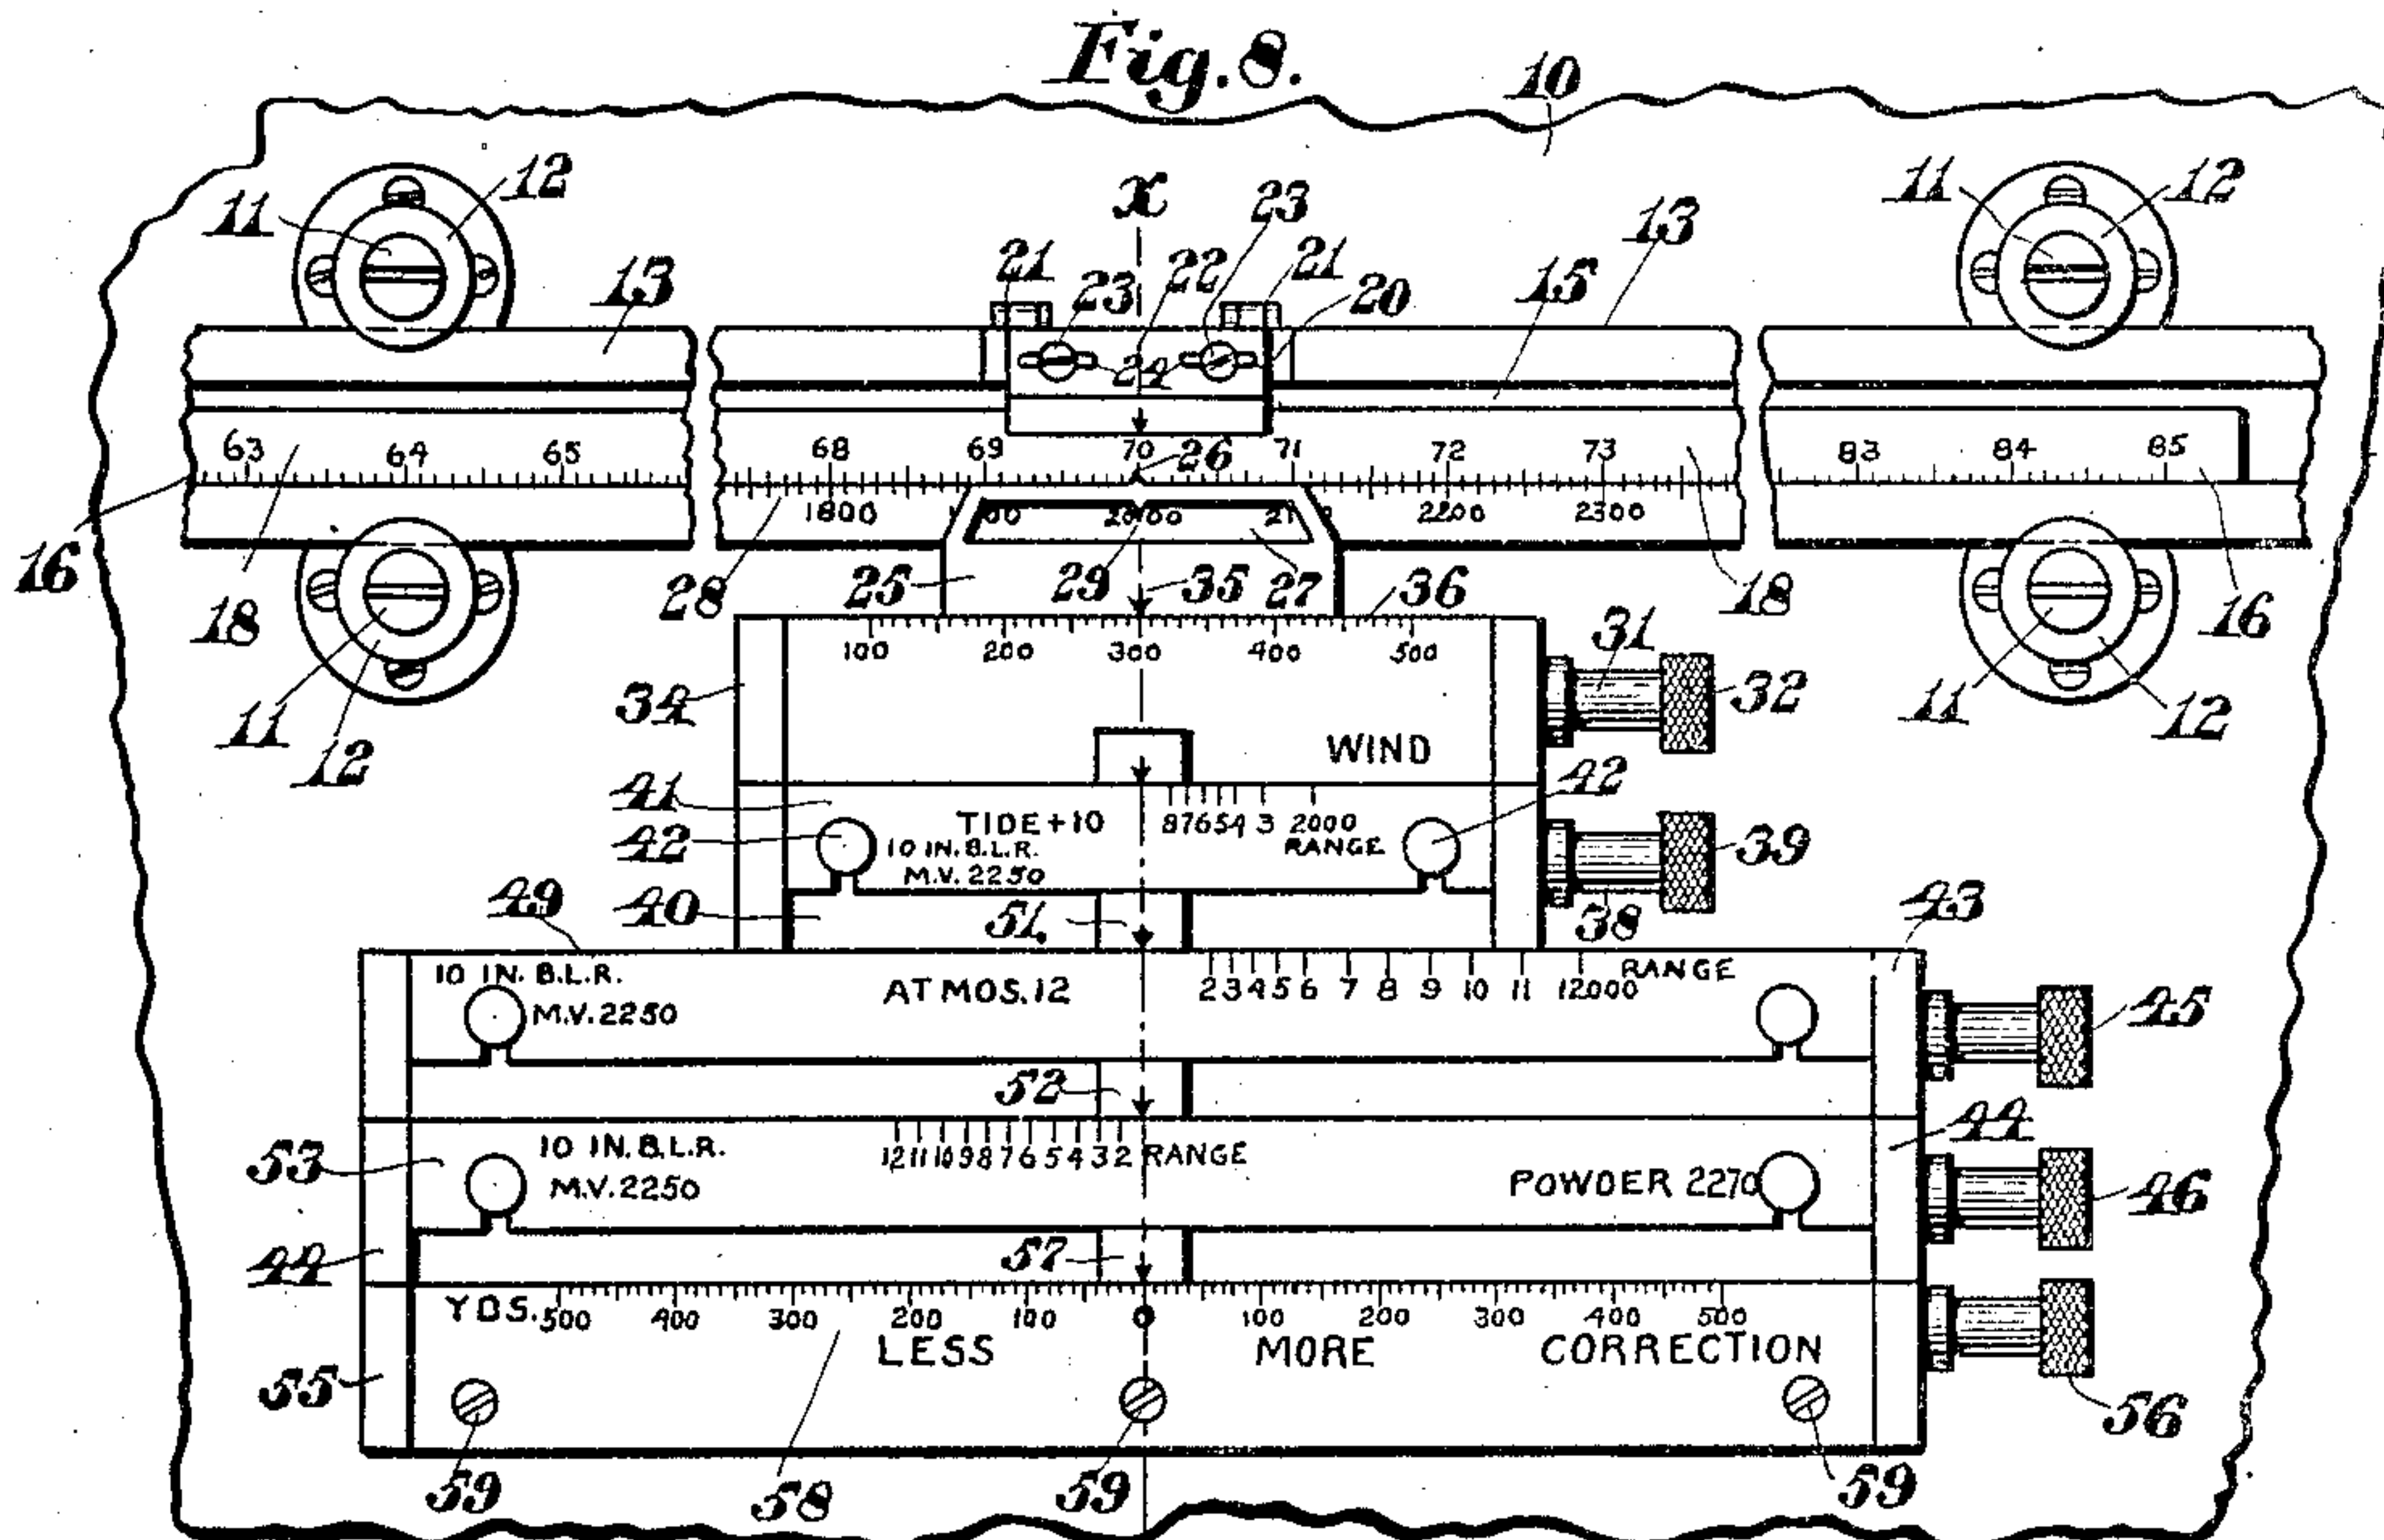 Fig. 8.
10
11 12 X 23 11 12
21 23 22 21 20 13 15 13
24
63 64 65 68 69 70 26 71 72 73 83 84 85
1800 00 2000 21 2200 2300
16 18 28 25 29 35 27 36 18 16
100 200 300 400 500
11 12 34 31 32 11 12
WIND
41 42
TIDE+10 87654 3 2000
42 10 IN. B.L.R. RANGE 39
M.V. 2250
49 40 51 38 43
10 IN. B.L.R. RANGE
ATMOS. 12 23456 7 8 9 10 11 12000
M.V. 2250 45
52
44
53 10 IN. B.L.R. 12 11 10 9 8 7 6 5 4 3 2 RANGE
M.V. 2250 POWDER 2270 46
44 57
YDS. 500 400 300 200 100 0 100 200 300 400 500
LESS MORE CORRECTION
55 56
59 58 59 59